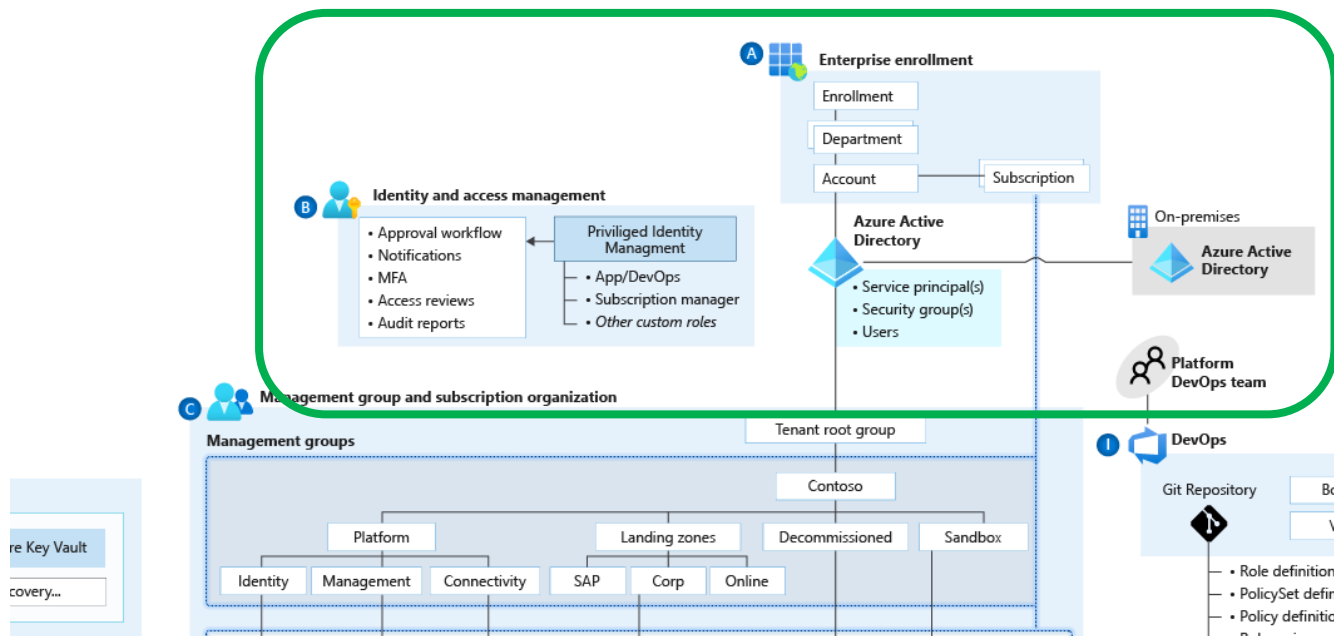 A
Enterprise enrollment
Enrollment
Department
Account
Subscription
B
Identity and access management
• Approval workflow
• Notifications
• MFA
• Access reviews
• Audit reports
Priviliged Identity
Managment
• App/DevOps
• Subscription manager
• Other custom roles
Azure Active
Directory
• Service principal(s)
• Security group(s)
• Users
On-premises
Azure Active
Directory
Platform
DevOps team
C
Management group and subscription organization
Management groups
Tenant root group
Contoso
Platform
Landing zones
Decommissioned
Sandbox
Identity
Management
Connectivity
SAP
Corp
Online
I
DevOps
Git Repository
Bo
V
• Role definition
• PolicySet defin
• Policy definitio
re Key Vault
covery...